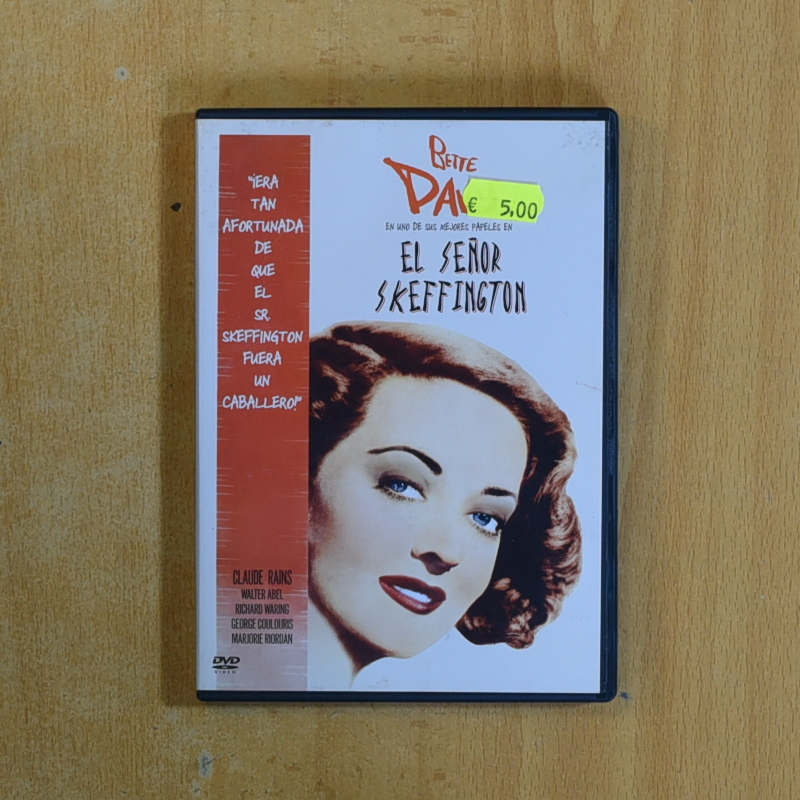 "¡ERA
TAN
AFORTUNADA
DE
QUE
EL
SR.
SKEFFINGTON
FUERA
UN
CABALLERO!"
BETTE
€ 5,00
EN UNO DE SUS MEJORES PAPELES EN
EL SEÑOR
SKEFFINGTON
CLAUDE RAINS
WALTER ABEL
RICHARD WARING
GEORGE COULOURIS
MARJORIE RIORDAN
DVD
VIDEO